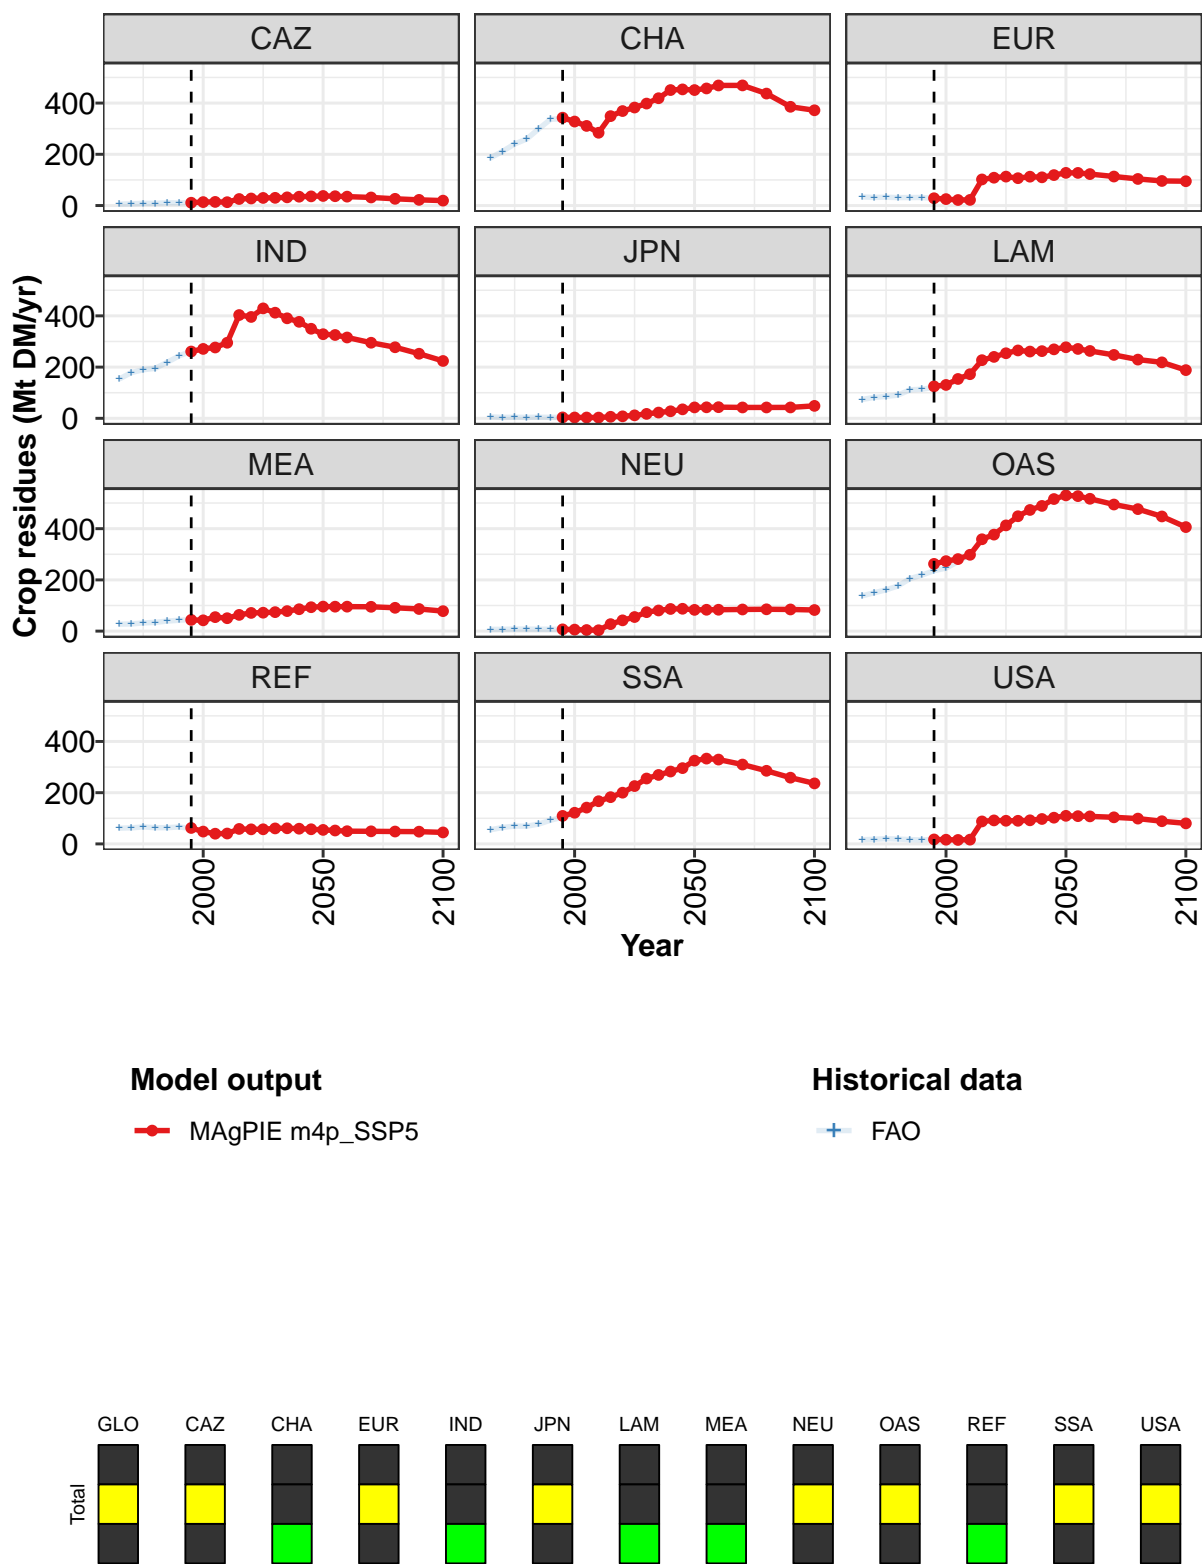 CAZ CHA EUR
400
200
0
IND JPN LAM
400
200
0
MEA NEU OAS
400
200
0
REF SSA USA
400
200
0
Crop residues (Mt DM/yr)
2000 2050 2100 2000 2050 2100 2000 2050 2100
Year
Model output Historical data
MAgPIE m4p_SSP5 FAO
GLO CAZ CHA EUR IND JPN LAM MEA NEU OAS REF SSA USA
Total